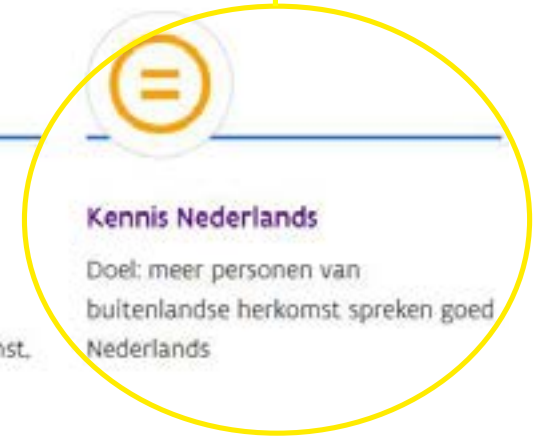 Kennis Nederlands
Doel: meer personen van
buitenlandse herkomst spreken goed
Nederlands